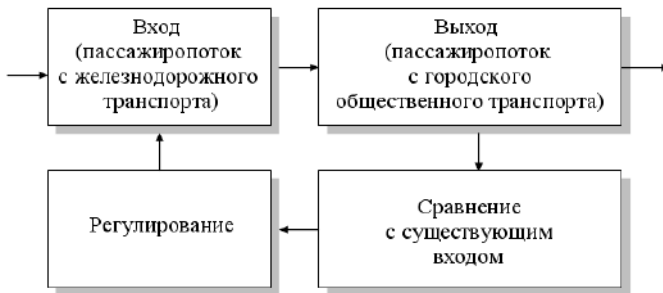 Вход
(пассажиропоток
с железнодорожного
транспорта)
Выход
(пассажиропоток
с городского
общественного транспорта)
Регулирование
Сравнение
с существующим
входом